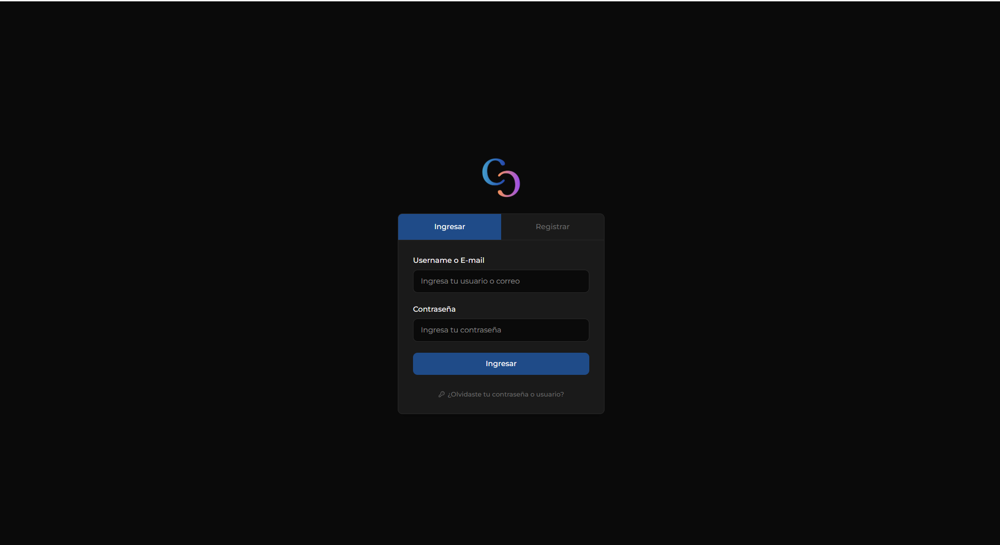 Ingresar
Registrar
Username o E-mail
Ingresa tu usuario o correo
Contraseña
Ingresa tu contraseña
Ingresar
¿Olvidaste tu contraseña o usuario?